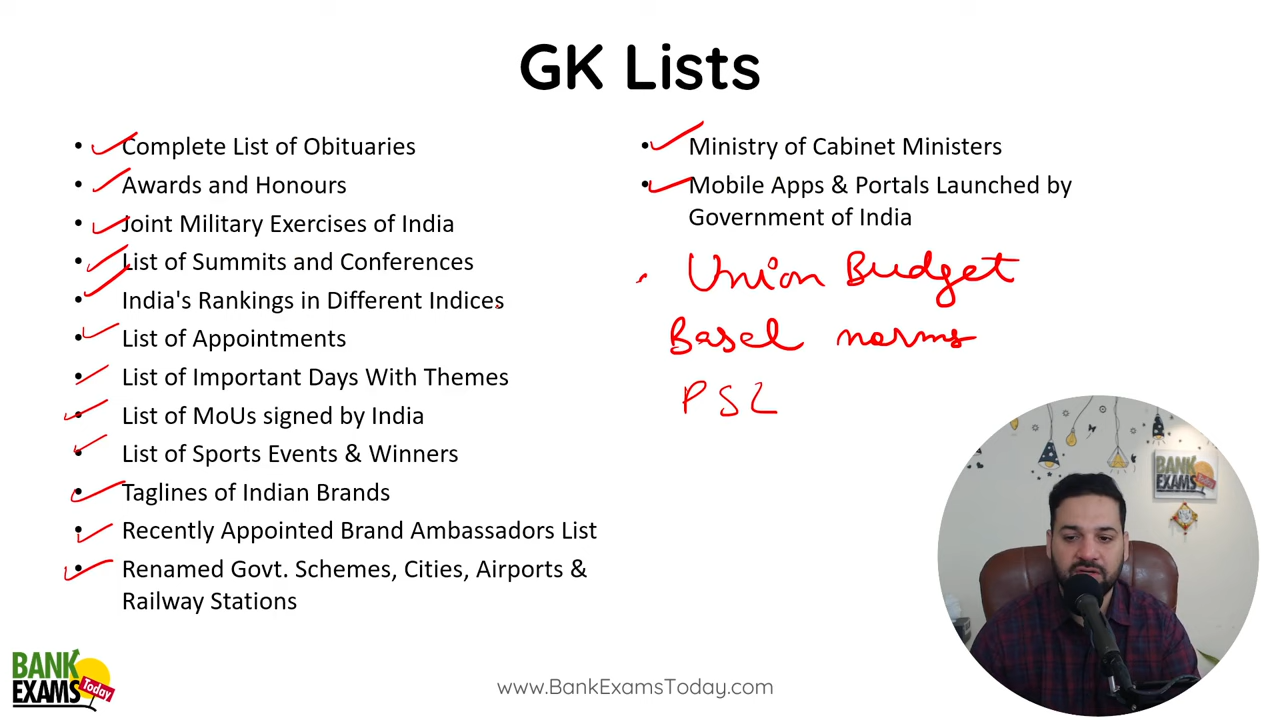 GK Lists
• Complete List of Obituaries
• Awards and Honours
• Joint Military Exercises of India
• List of Summits and Conferences
• India's Rankings in Different Indices
• List of Appointments
• List of Important Days With Themes
• List of MoUs signed by India
• List of Sports Events & Winners
• Taglines of Indian Brands
• Recently Appointed Brand Ambassadors List
• Renamed Govt. Schemes, Cities, Airports &
Railway Stations
• Ministry of Cabinet Ministers
• Mobile Apps & Portals Launched by
Government of India
Union Budget
Basel norms
PSL
BANK
EXAMS
Today
BANK
EXAMS
Today
www.BankExamsToday.com